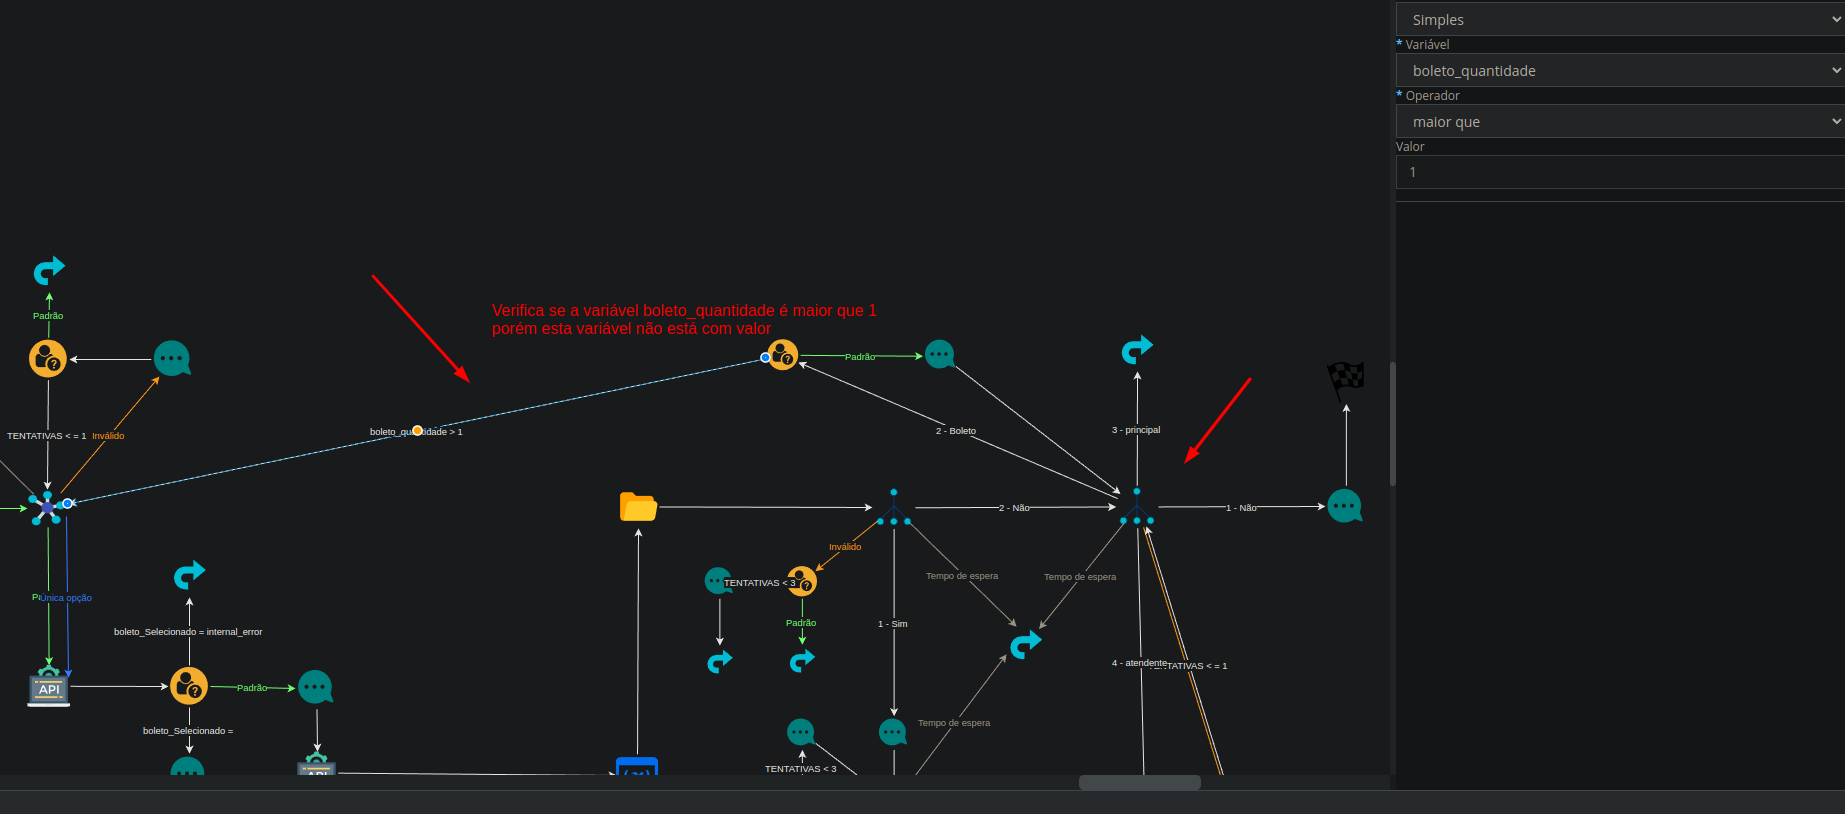 Simples
* Variável
boleto_quantidade
* Operador
maior que
Valor
1
Verifica se a variável boleto_quantidade é maior que 1
porém esta variável não está com valor
Padrão
Padrão
boleto_quantidade > 1
2 - Boleto
3 - principal
TENTATIVAS < = 1
Inválido
2 - Não
1 - Não
Inválido
Tempo de espera
Tempo de espera
TENTATIVAS < 3
Única opção
Padrão
1 - Sim
boleto_Selecionado = internal_error
4 - atendente
TENTATIVAS < = 1
API
Padrão
boleto_Selecionado =
Tempo de espera
TENTATIVAS < 3
API